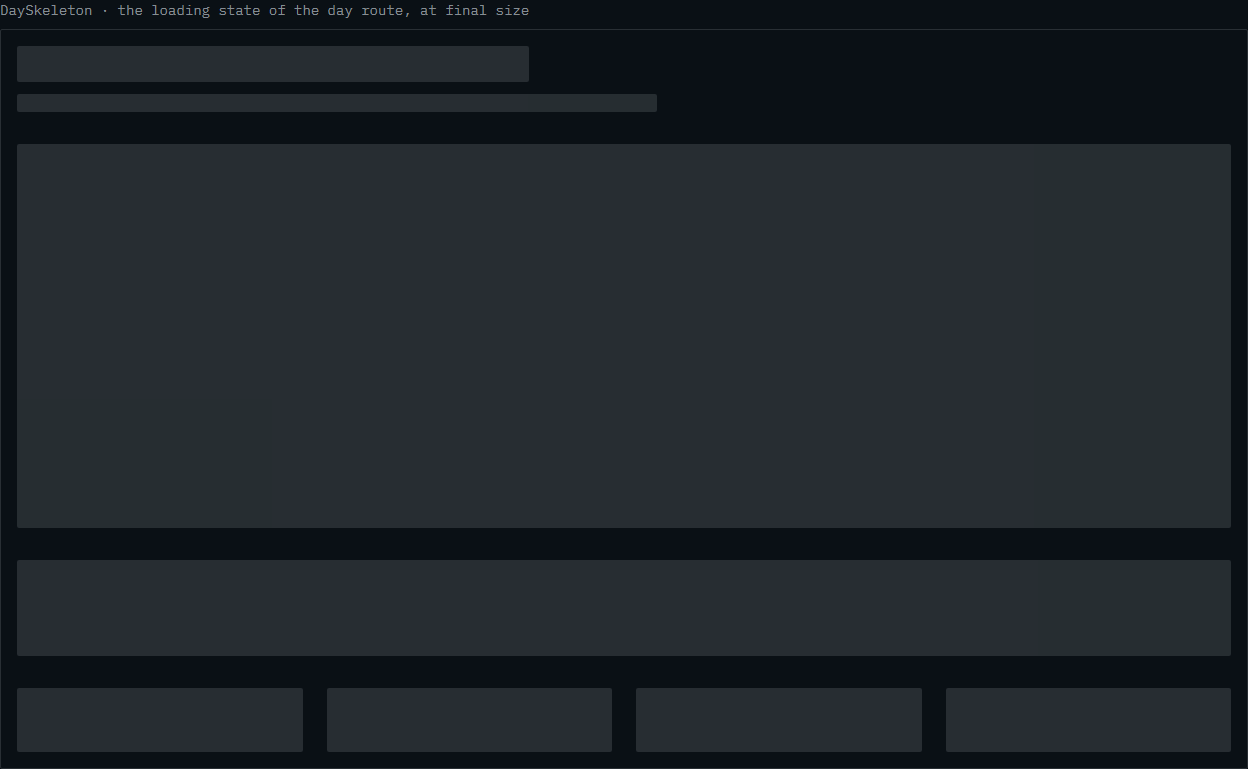 DaySkeleton · the loading state of the day route, at final size